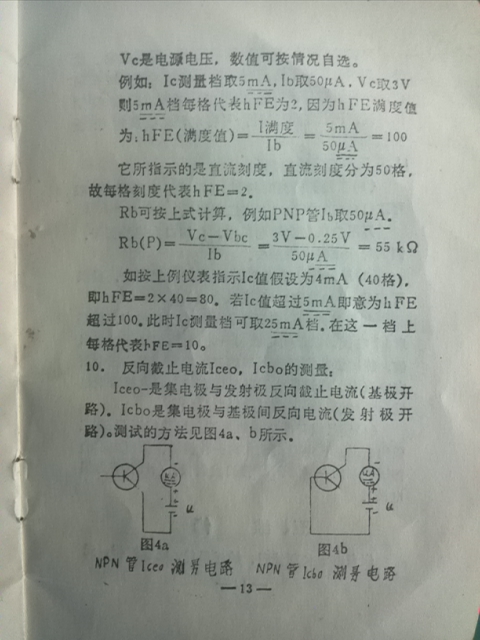 Vc是电源电压，数值可按情况自选。
例如：Ic测量档取5mA，Ib取50μA．Vc取3V
则5mA档每格代表hFE为2，因为hFE满度值
为：hFE(满度值)=I满度/Ib=5mA/50μA=100
它所指示的是直流刻度，直流刻度分为50格，
故每格刻度代表hFE=2。
Rb可按上式计算，例如PNP管Ib取50μA．
Rb(P)=Vc-Vbc/Ib=3V-0.25V/50μA=55 kΩ
如按上例仪表指示Ic值假设为4mA (40格)，
即hFE=2×40=80。若Ic值超过5mA即意为hFE
超过100。此时Ic测量档可取25mA档．在这一档上
每格代表hFE=10。
10．反向截止电流Iceo，Icbo的测量：
Iceo-是集电极与发射极反向截止电流(基极开
路)．Icbo是集电极与基极间反向电流(发射极开
路)。测试的方法见图4a、b所示．
- + u
- μA + u
图4a 图4b
NPN管Iceo测量电路 NPN管Icbo测量电路
—13—